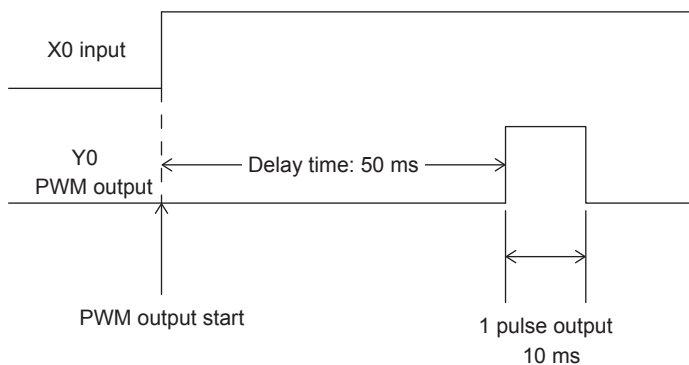 X0 input
Y0
PWM output
Delay time: 50 ms
PWM output start
1 pulse output
10 ms